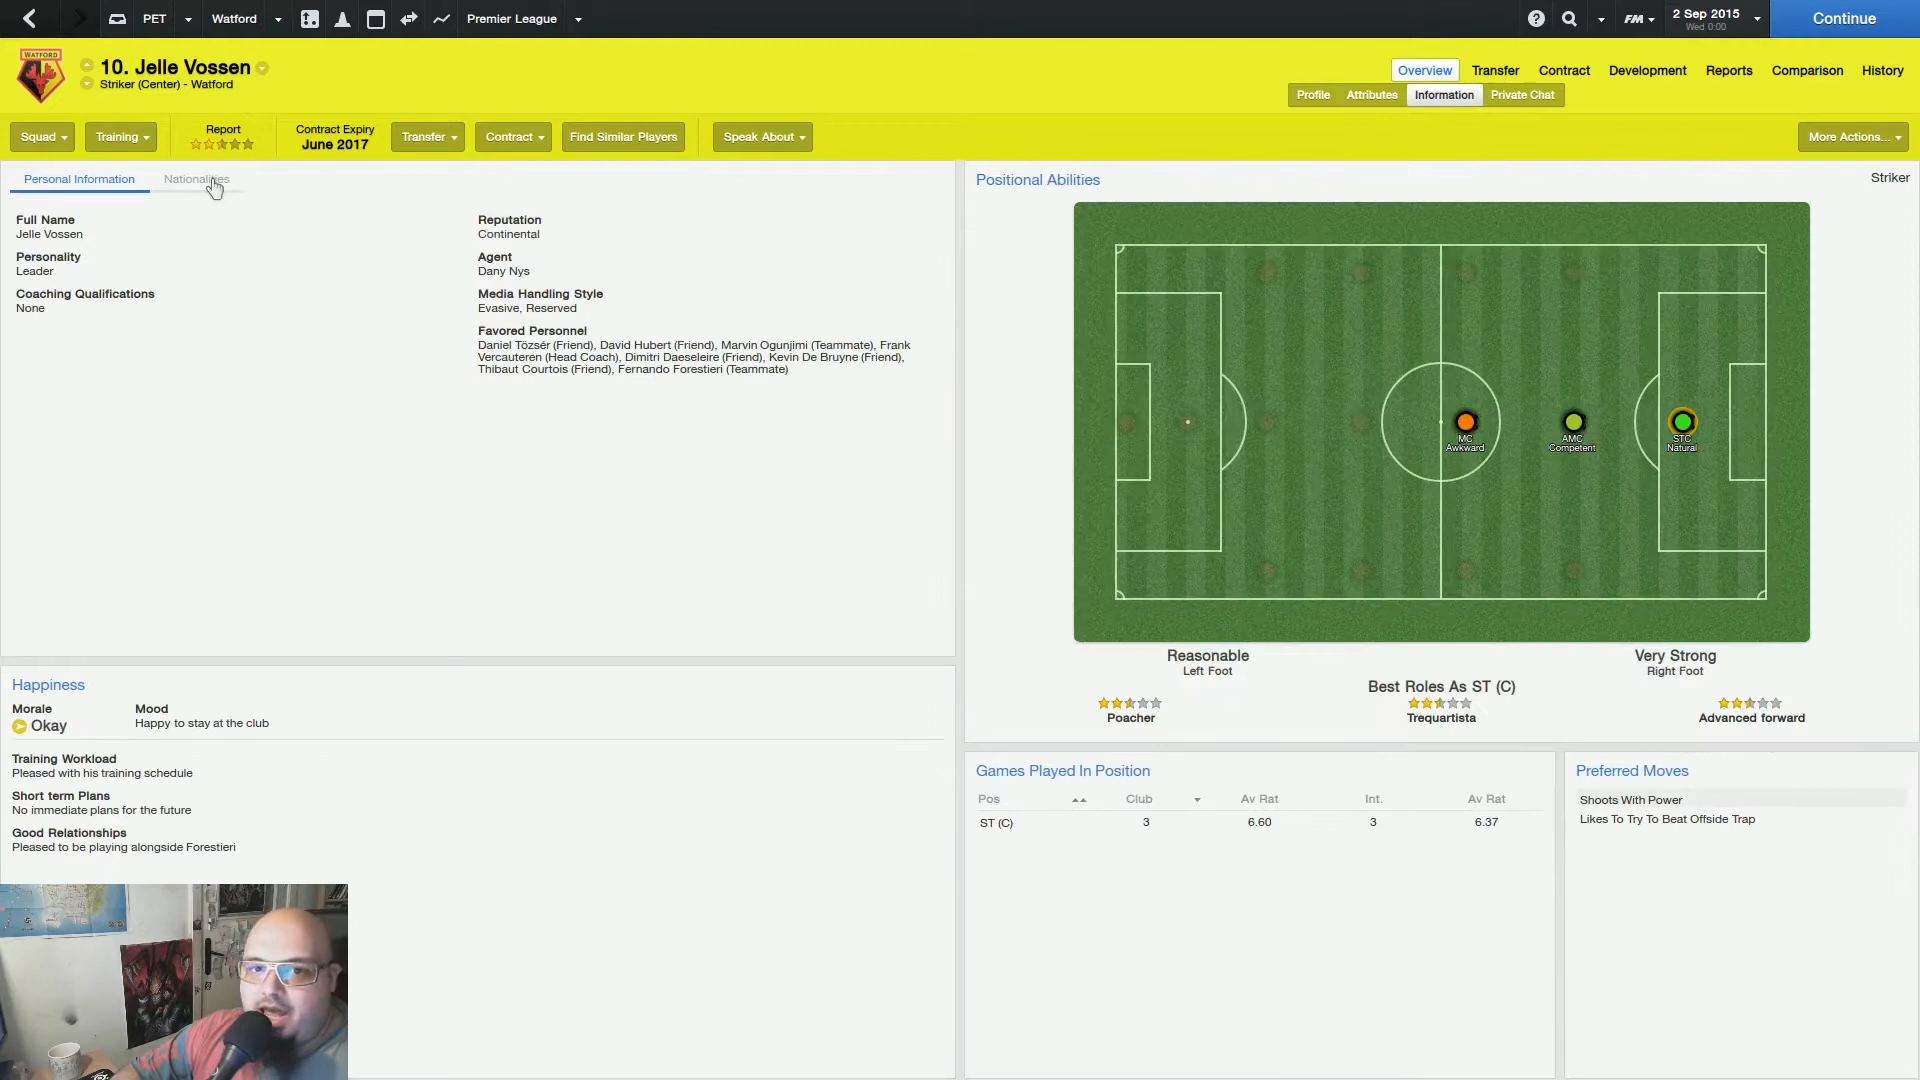 PET
Watford
Premier League
FM
2 Sep 2015
Wed 0:00
Continue
WATFORD
10. Jelle Vossen
Striker (Center) - Watford
Overview
Transfer
Contract
Development
Reports
Comparison
History
Profile
Attributes
Information
Private Chat
Squad
Training
Report
Contract Expiry
June 2017
Transfer
Contract
Find Similar Players
Speak About
More Actions...
Personal Information
Nationalities
Full Name
Jelle Vossen
Personality
Leader
Coaching Qualifications
None
Reputation
Continental
Agent
Dany Nys
Media Handling Style
Evasive, Reserved
Favored Personnel
Daniel Tözsér (Friend), David Hubert (Friend), Marvin Ogunjimi (Teammate), Frank
Vercauteren (Head Coach), Dimitri Daeseleire (Friend), Kevin De Bruyne (Friend),
Thibaut Courtois (Friend), Fernando Forestieri (Teammate)
Positional Abilities
Striker
MC
Awkward
AMC
Competent
STC
Natural
Reasonable
Left Foot
Very Strong
Right Foot
Best Roles As ST (C)
Poacher
Trequartista
Advanced forward
Happiness
Morale
Okay
Mood
Happy to stay at the club
Training Workload
Pleased with his training schedule
Short term Plans
No immediate plans for the future
Good Relationships
Pleased to be playing alongside Forestieri
Games Played In Position
Pos Club Av Rat Int. Av Rat
ST (C) 3 6.60 3 6.37
Preferred Moves
Shoots With Power
Likes To Try To Beat Offside Trap